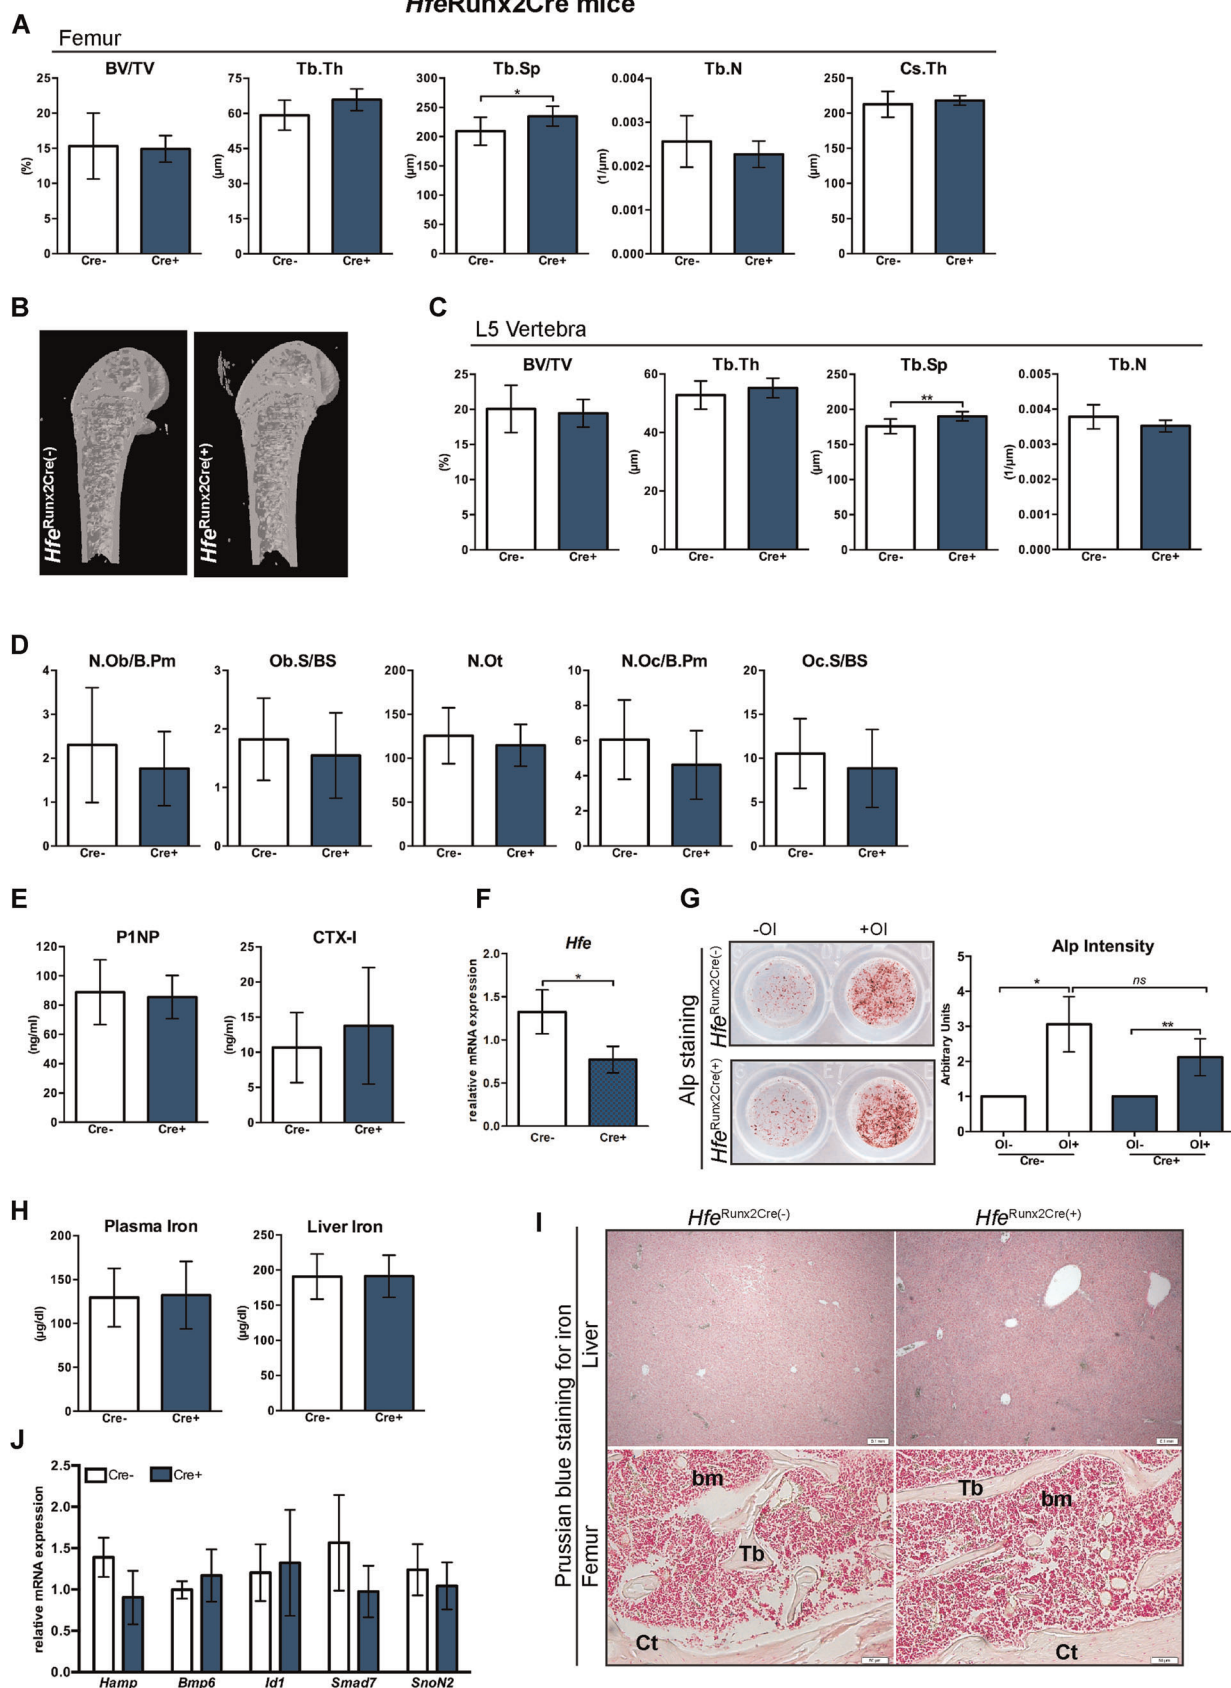 HfeRunx2Cre mice
A
Femur
BV/TV
Tb.Th
Tb.Sp
Tb.N
Cs.Th
25
20
15
10
5
0
(%)
Cre-
Cre+
75
60
45
30
15
0
(µm)
Cre-
Cre+
300
250
200
150
100
50
0
(µm)
*
Cre-
Cre+
0.004
0.003
0.002
0.001
0.000
(1/µm)
Cre-
Cre+
250
200
150
100
50
0
(µm)
Cre-
Cre+
B
HfeRunx2Cre(-)
HfeRunx2Cre(+)
C
L5 Vertebra
BV/TV
Tb.Th
Tb.Sp
Tb.N
25
20
15
10
5
0
(%)
Cre-
Cre+
60
40
20
0
(µm)
Cre-
Cre+
250
200
150
100
50
0
(µm)
**
Cre-
Cre+
0.005
0.004
0.003
0.002
0.001
0.000
(1/µm)
Cre-
Cre+
D
N.Ob/B.Pm
Ob.S/BS
N.Ot
N.Oc/B.Pm
Oc.S/BS
4
3
2
1
0
Cre-
Cre+
3
2
1
0
Cre-
Cre+
200
150
100
50
0
Cre-
Cre+
10
8
6
4
2
0
Cre-
Cre+
20
15
10
5
0
Cre-
Cre+
E
P1NP
CTX-I
120
100
80
60
40
20
0
(ng/ml)
Cre-
Cre+
25
20
15
10
5
0
(ng/ml)
Cre-
Cre+
F
Hfe
2.0
1.5
1.0
0.5
0.0
realative mRNA expression
*
Cre-
Cre+
G
-OI
+OI
Alp staining
HfeRunx2Cre(-)
HfeRunx2Cre(+)
Alp Intensity
5
4
3
2
1
0
Arbitrary Units
*
ns
**
OI-
OI+
OI-
OI+
Cre-
Cre+
H
Plasma Iron
Liver Iron
200
150
100
50
0
(µg/dl)
Cre-
Cre+
250
200
150
100
50
0
(µg/dl)
Cre-
Cre+
I
HfeRunx2Cre(-)
HfeRunx2Cre(+)
Prussian blue staining for iron
Liver
Femur
bm
Tb
Ct
Tb
bm
Ct
J
2.5
2.0
1.5
1.0
0.5
0.0
relative mRNA expression
Cre-
Cre+
Hamp
Bmp6
Id1
Smad7
SnoN2